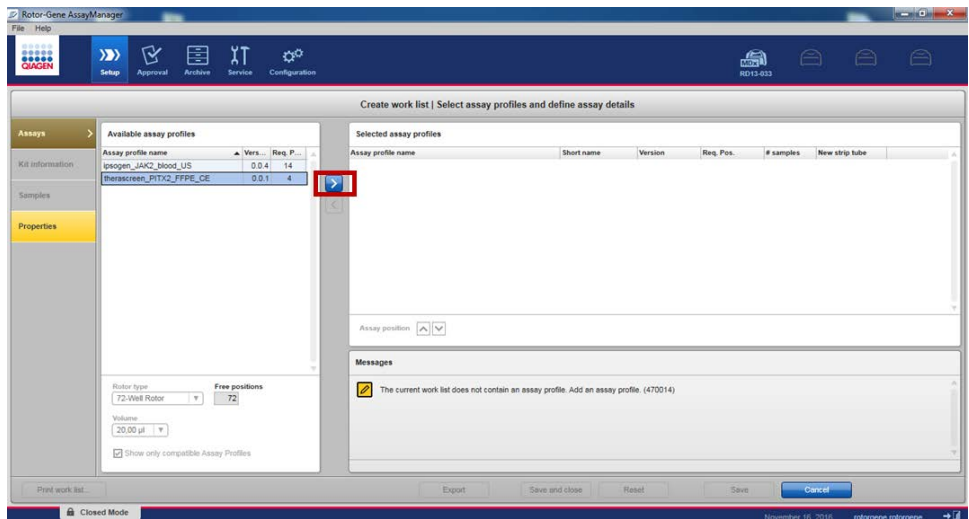 Rotor-Gene AssayManager
File Help
QIAGEN
Setup Approval Archive Service Configuration
MDx
RD13-033
Create work list | Select assay profiles and define assay details
Assays
Kit information
Samples
Properties
Available assay profiles
Assay profile name Vers... Req. P...
ipsogen_JAK2_blood_US 0.0.4 14
therascreen_PITX2_FFPE_CE 0.0.1 4
Rotor type Free positions
72-Well Rotor 72
Volume
20,00 µl
Show only compatible Assay Profiles
Selected assay profiles
Assay profile name Short name Version Req. Pos. # samples New strip tube
Assay position
Messages
The current work list does not contain an assay profile. Add an assay profile. (470014)
Print work list... Export Save and close Reset Save Cancel
Closed Mode November 16, 2016 rotorgene rotorgene